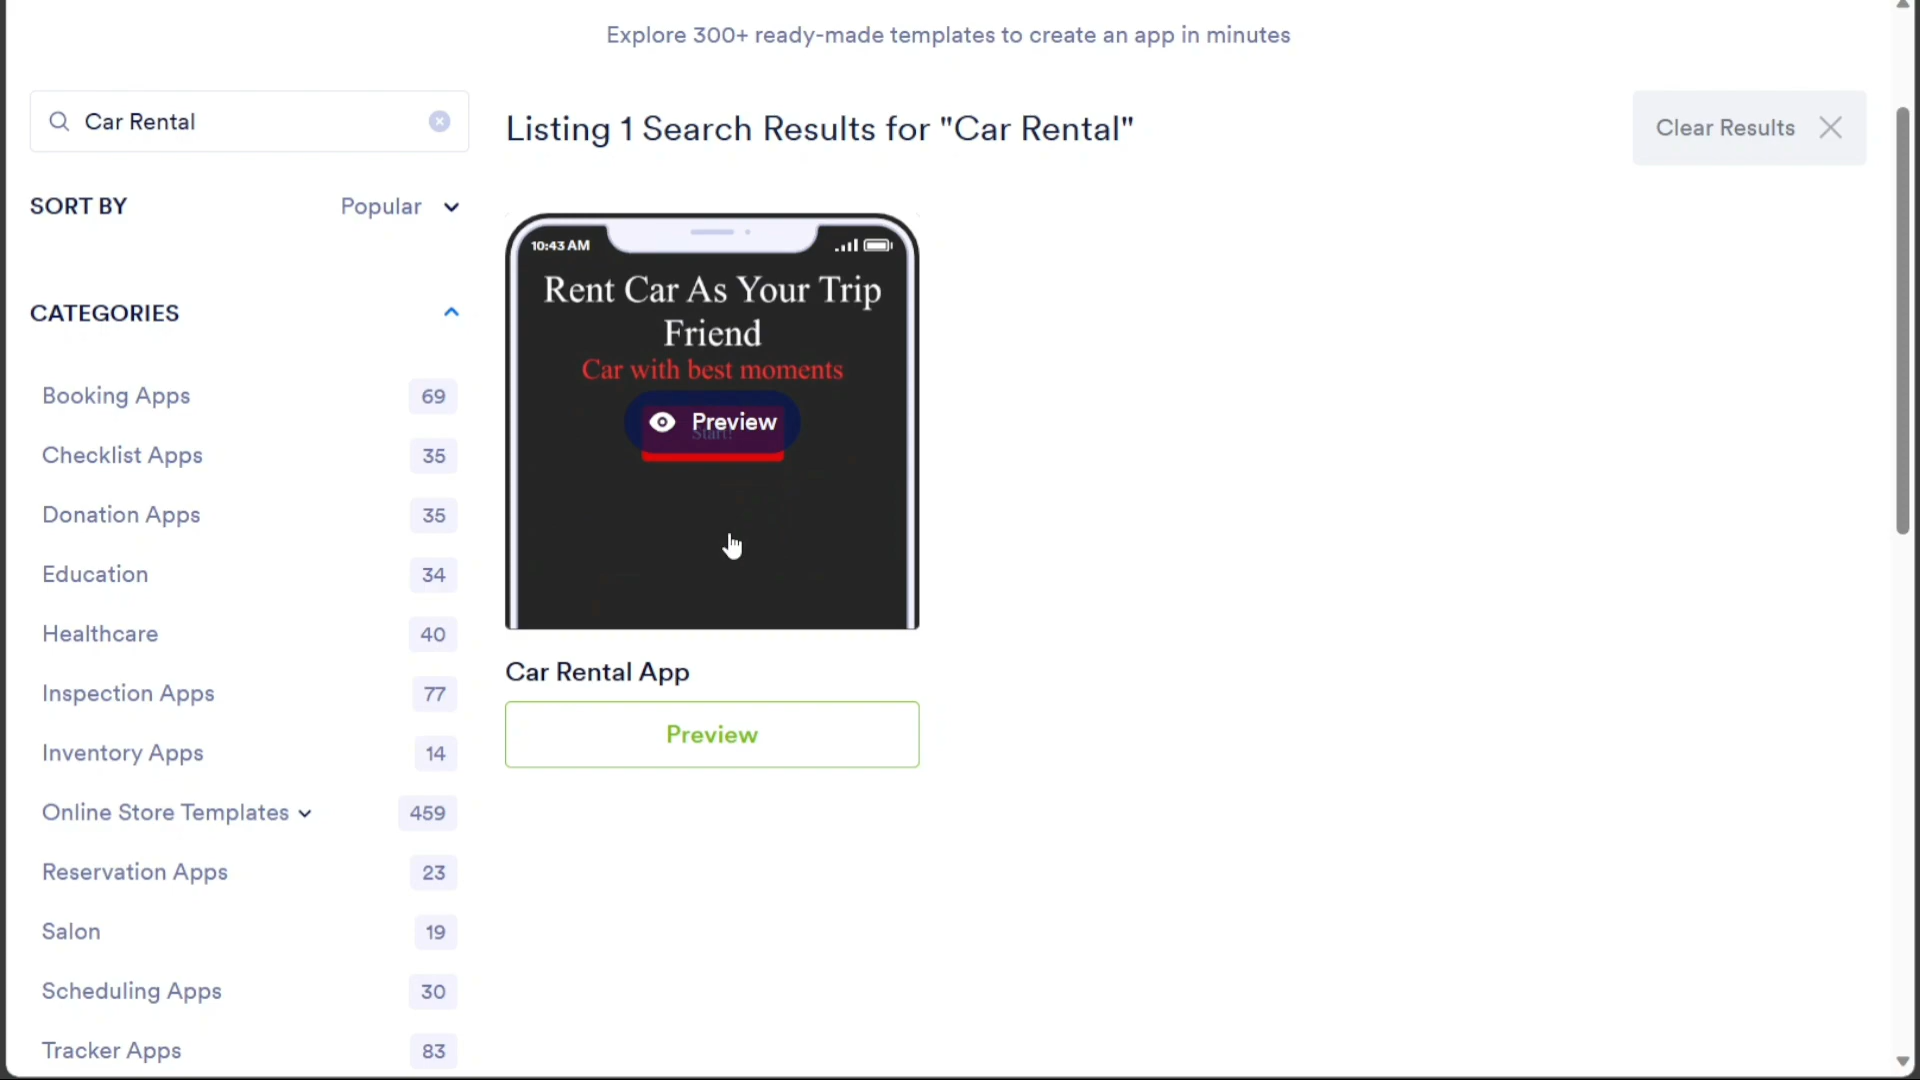 Explore 300+ ready-made templates to create an app in minutes
Car Rental
Listing 1 Search Results for "Car Rental"
Clear Results
SORT BY
Popular
CATEGORIES
Booking Apps 69
Checklist Apps 35
Donation Apps 35
Education 34
Healthcare 40
Inspection Apps 77
Inventory Apps 14
Online Store Templates 459
Reservation Apps 23
Salon 19
Scheduling Apps 30
Tracker Apps 83
10:43 AM
Rent Car As Your Trip
Friend
Car with best moments
Preview
Start!
Car Rental App
Preview